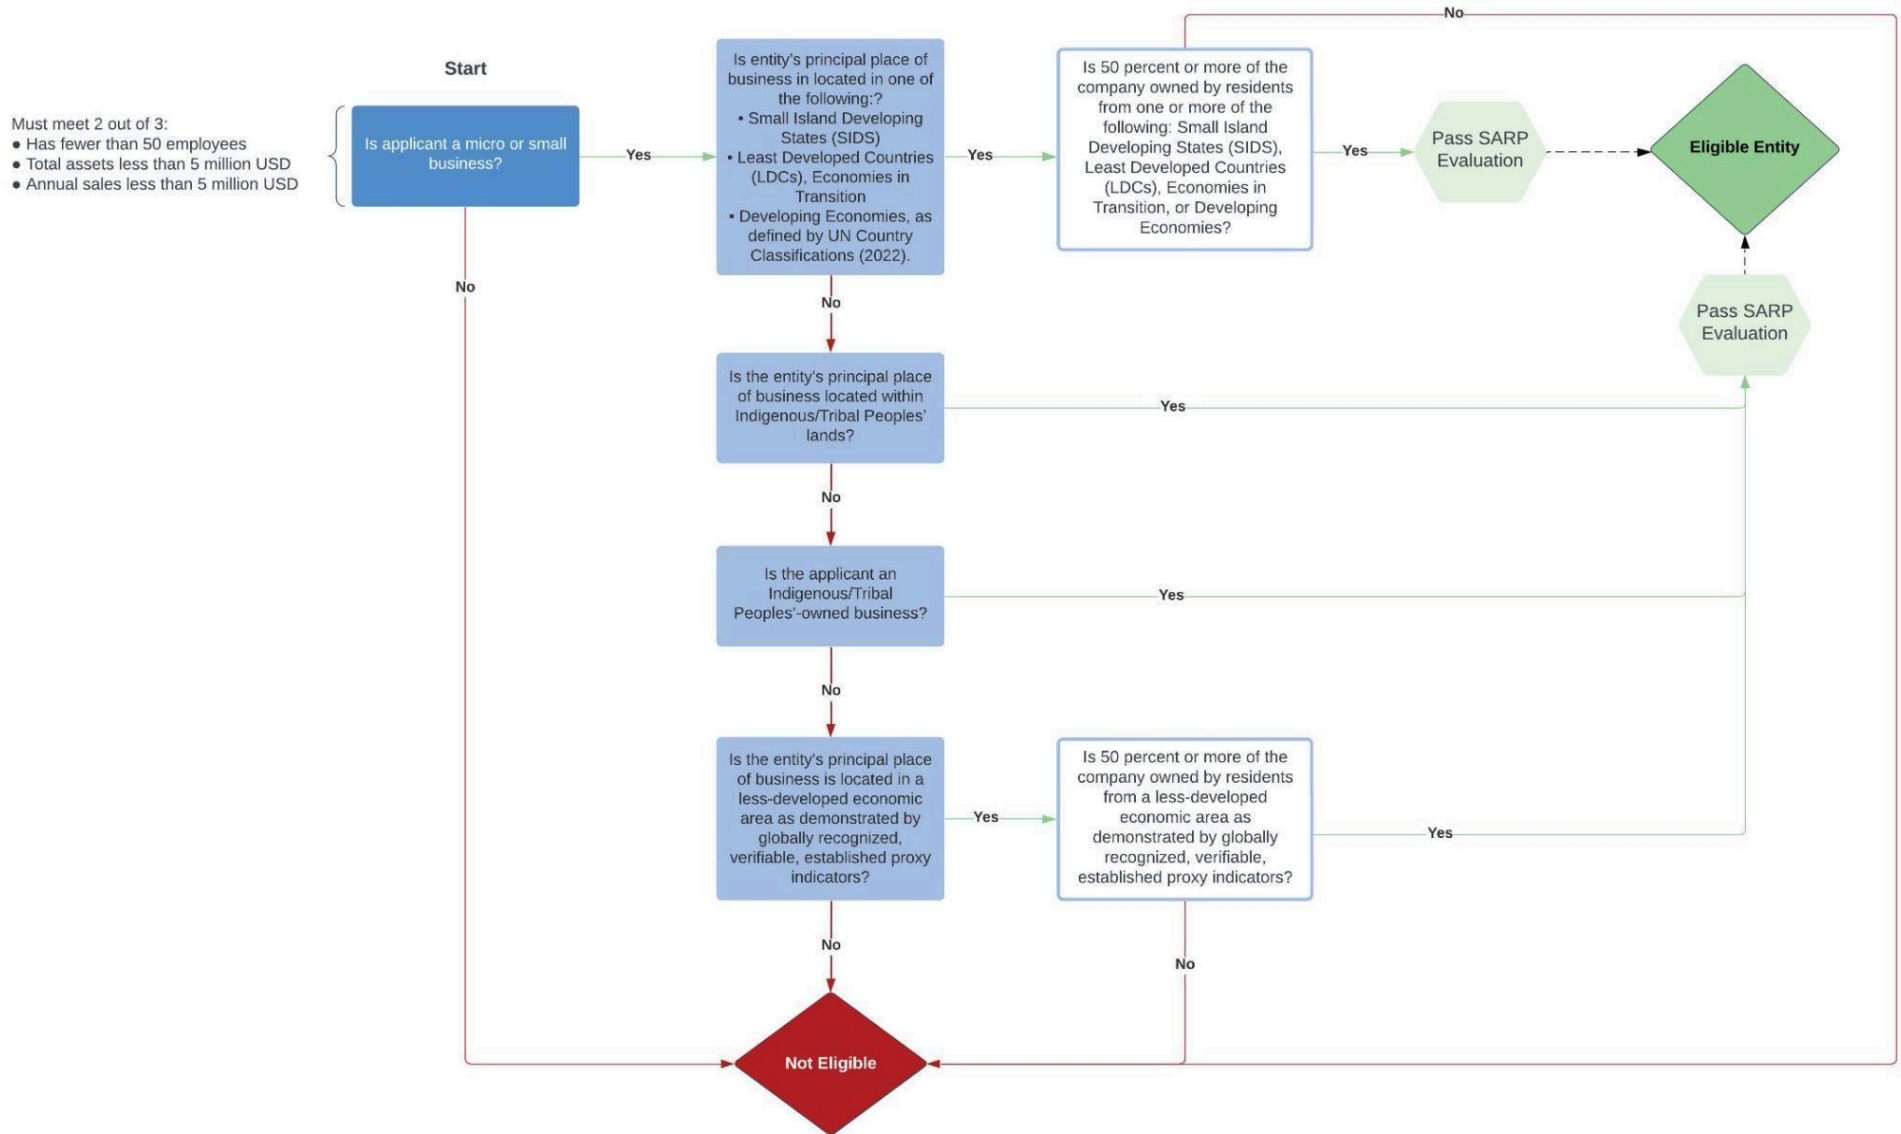 Start
Must meet 2 out of 3:
● Has fewer than 50 employees
● Total assets less than 5 million USD
● Annual sales less than 5 million USD
Is applicant a micro or small
business?
Yes
No
Is entity's principal place of
business in located in one of
the following:?
• Small Island Developing
States (SIDS)
• Least Developed Countries
(LDCs), Economies in
Transition
• Developing Economies, as
defined by UN Country
Classifications (2022).
Yes
No
Is 50 percent or more of the
company owned by residents
from one or more of the
following: Small Island
Developing States (SIDS),
Least Developed Countries
(LDCs), Economies in
Transition, or Developing
Economies?
No
Yes
Pass SARP
Evaluation
Eligible Entity
Pass SARP
Evaluation
Is the entity's principal place
of business located within
Indigenous/Tribal Peoples'
lands?
Yes
No
Is the applicant an
Indigenous/Tribal
Peoples'-owned business?
Yes
No
Is the entity's principal place
of business is located in a
less-developed economic
area as demonstrated by
globally recognized,
verifiable, established proxy
indicators?
Yes
No
Is 50 percent or more of the
company owned by residents
from a less-developed
economic area as
demonstrated by globally
recognized, verifiable,
established proxy indicators?
Yes
No
Not Eligible